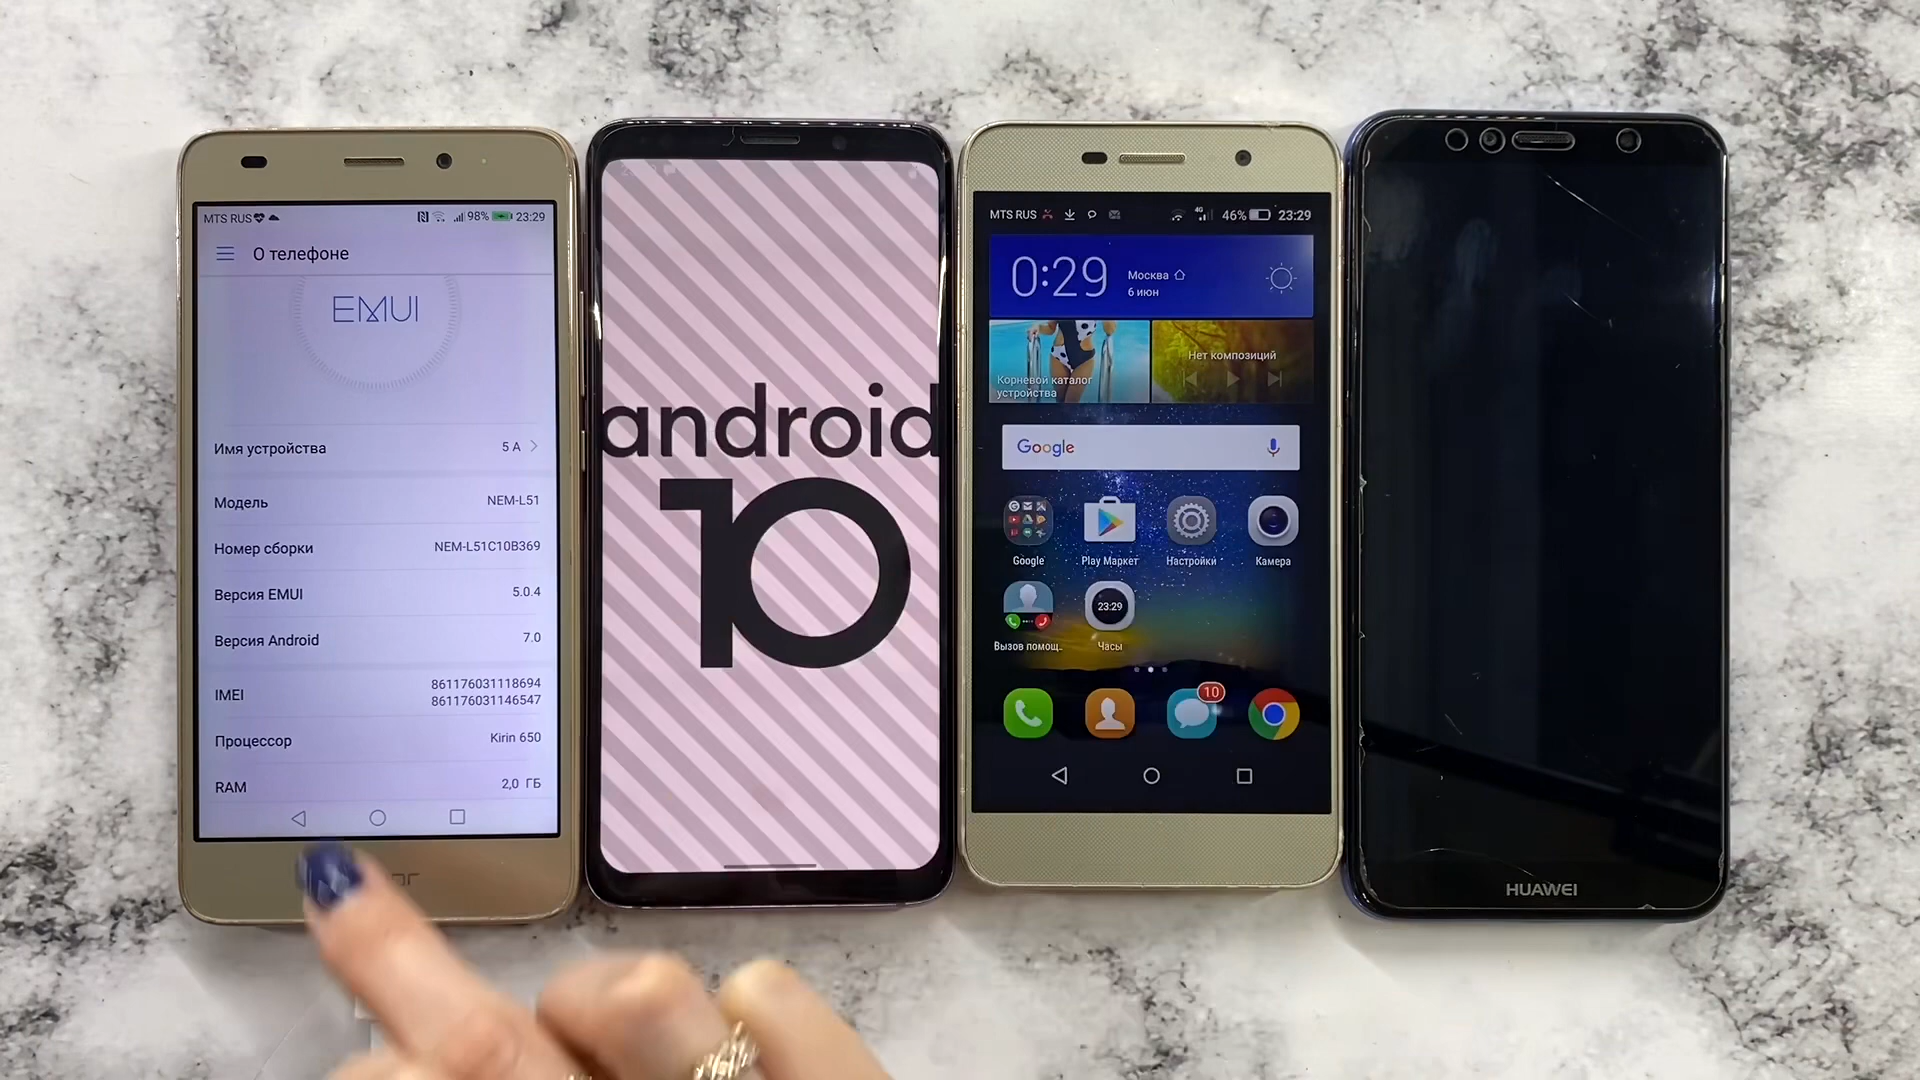 MTS RUS 98% 23:29
О телефоне
EMUI
Имя устройства 5 A
Модель NEM-L51
Номер сборки NEM-L51C10B369
Версия EMUI 5.0.4
Версия Android 7.0
IMEI 861176031118694
861176031146547
Процессор Kirin 650
RAM 2,0 ГБ
android
10
MTS RUS 4G 46% 23:29
0:29 Москва
6 июн
Нет композиций
Корневой каталог
устройства
Google
Google Play Маркет Настройки Камера
23:29
Вызов помощ.. Часы
10
HUAWEI